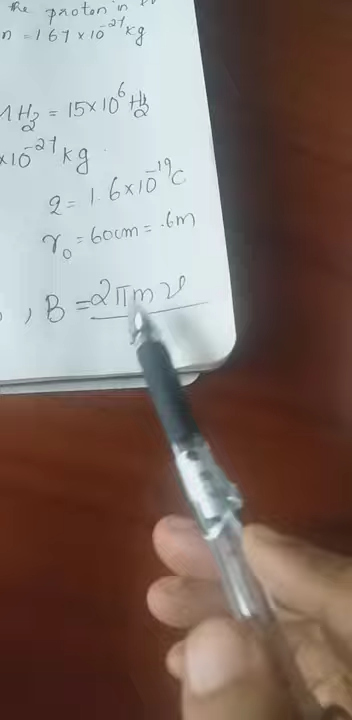 the proton in
= 1.67 × 10⁻²⁷ kg
MHz = 15×10⁶ Hz
×10⁻²⁷ kg.
q = 1.6×10⁻¹⁹ C
r₀ = 60cm = .6m
, B = 2πmν